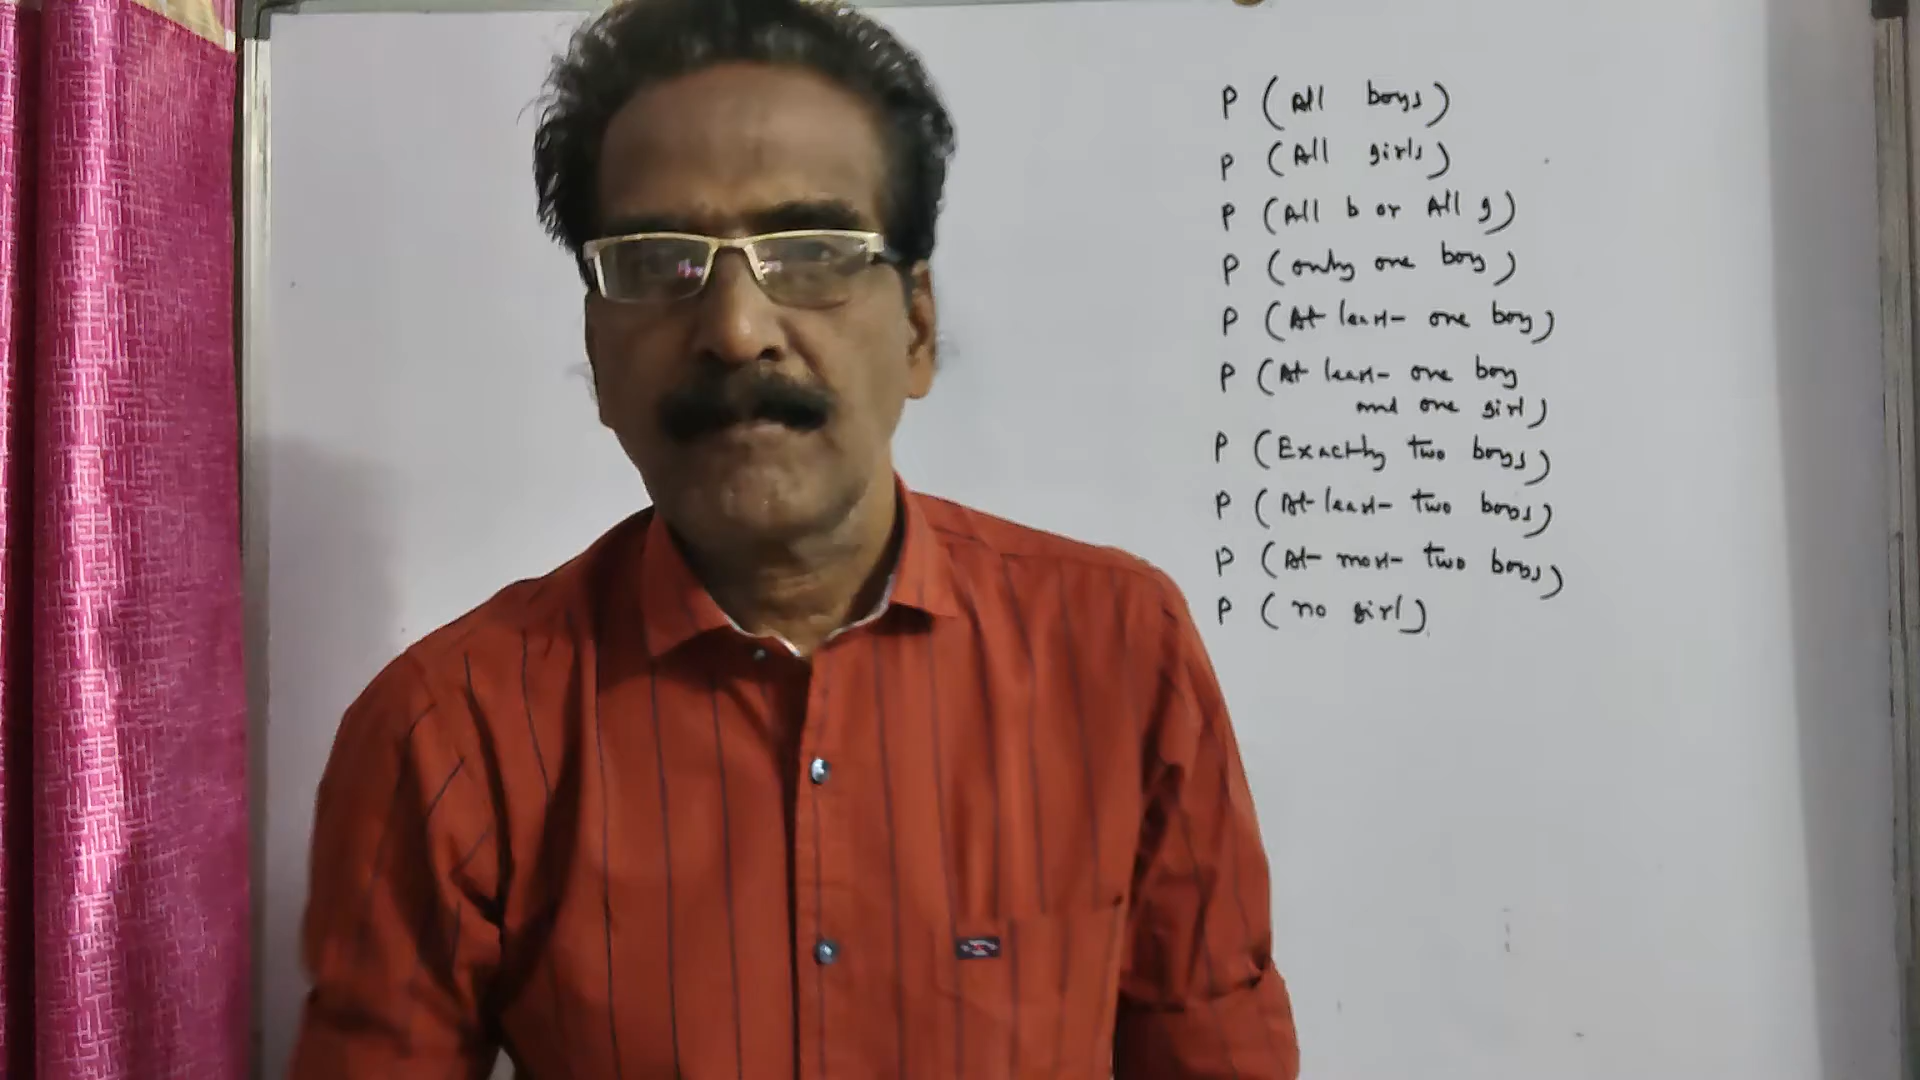 P (All boys)
P (All girls)
P (All b or All g)
P (only one boy)
P (At least one boy)
P (At least one boy
and one girl)
P (Exactly two boys)
P (At least two boys)
P (At most two boys)
P (no girl)